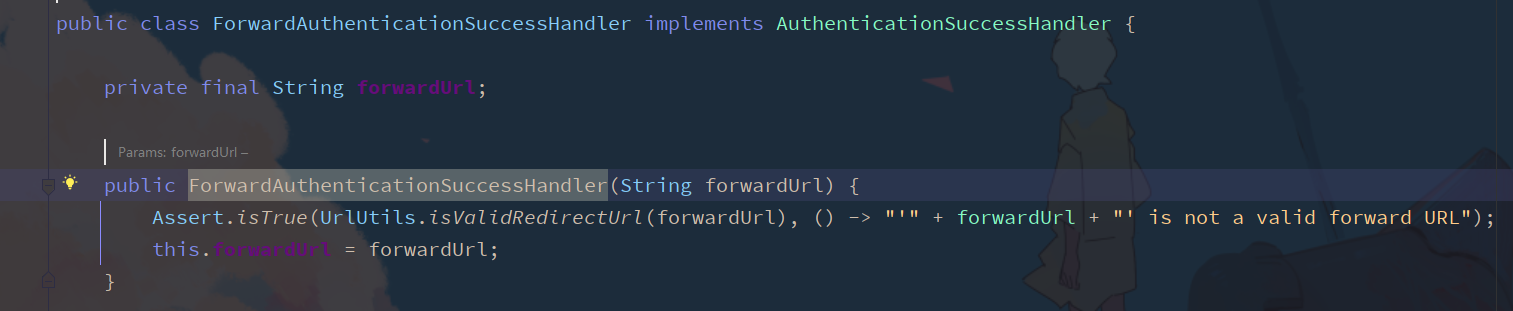 public class ForwardAuthenticationSuccessHandler implements AuthenticationSuccessHandler {
private final String forwardUrl;
Params: forwardUrl –
public ForwardAuthenticationSuccessHandler(String forwardUrl) {
Assert.isTrue(UrlUtils.isValidRedirectUrl(forwardUrl), () -> "'" + forwardUrl + "' is not a valid forward URL");
this.forwardUrl = forwardUrl;
}